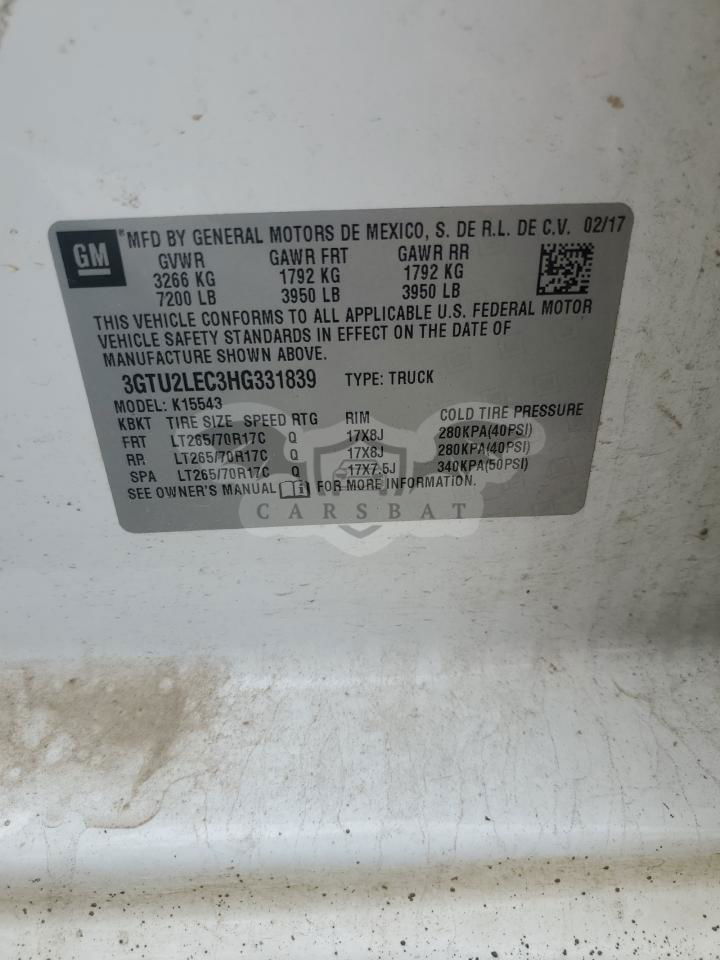 GM
MFD BY GENERAL MOTORS DE MEXICO, S. DE R.L. DE C.V. 02/17
GVWR GAWR FRT GAWR RR
3266 KG 1792 KG 1792 KG
7200 LB 3950 LB 3950 LB
THIS VEHICLE CONFORMS TO ALL APPLICABLE U.S. FEDERAL MOTOR
VEHICLE SAFETY STANDARDS IN EFFECT ON THE DATE OF
MANUFACTURE SHOWN ABOVE.
3GTU2LEC3HG331839 TYPE: TRUCK
MODEL: K15543
KBKT TIRE SIZE SPEED RTG RIM COLD TIRE PRESSURE
FRT LT265/70R17C Q 17X8J 280KPA(40PSI)
RR LT265/70R17C Q 17X8J 280KPA(40PSI)
SPA LT265/70R17C Q 17X7.5J 340KPA(50PSI)
SEE OWNER'S MANUAL FOR MORE INFORMATION.
CARSBAT